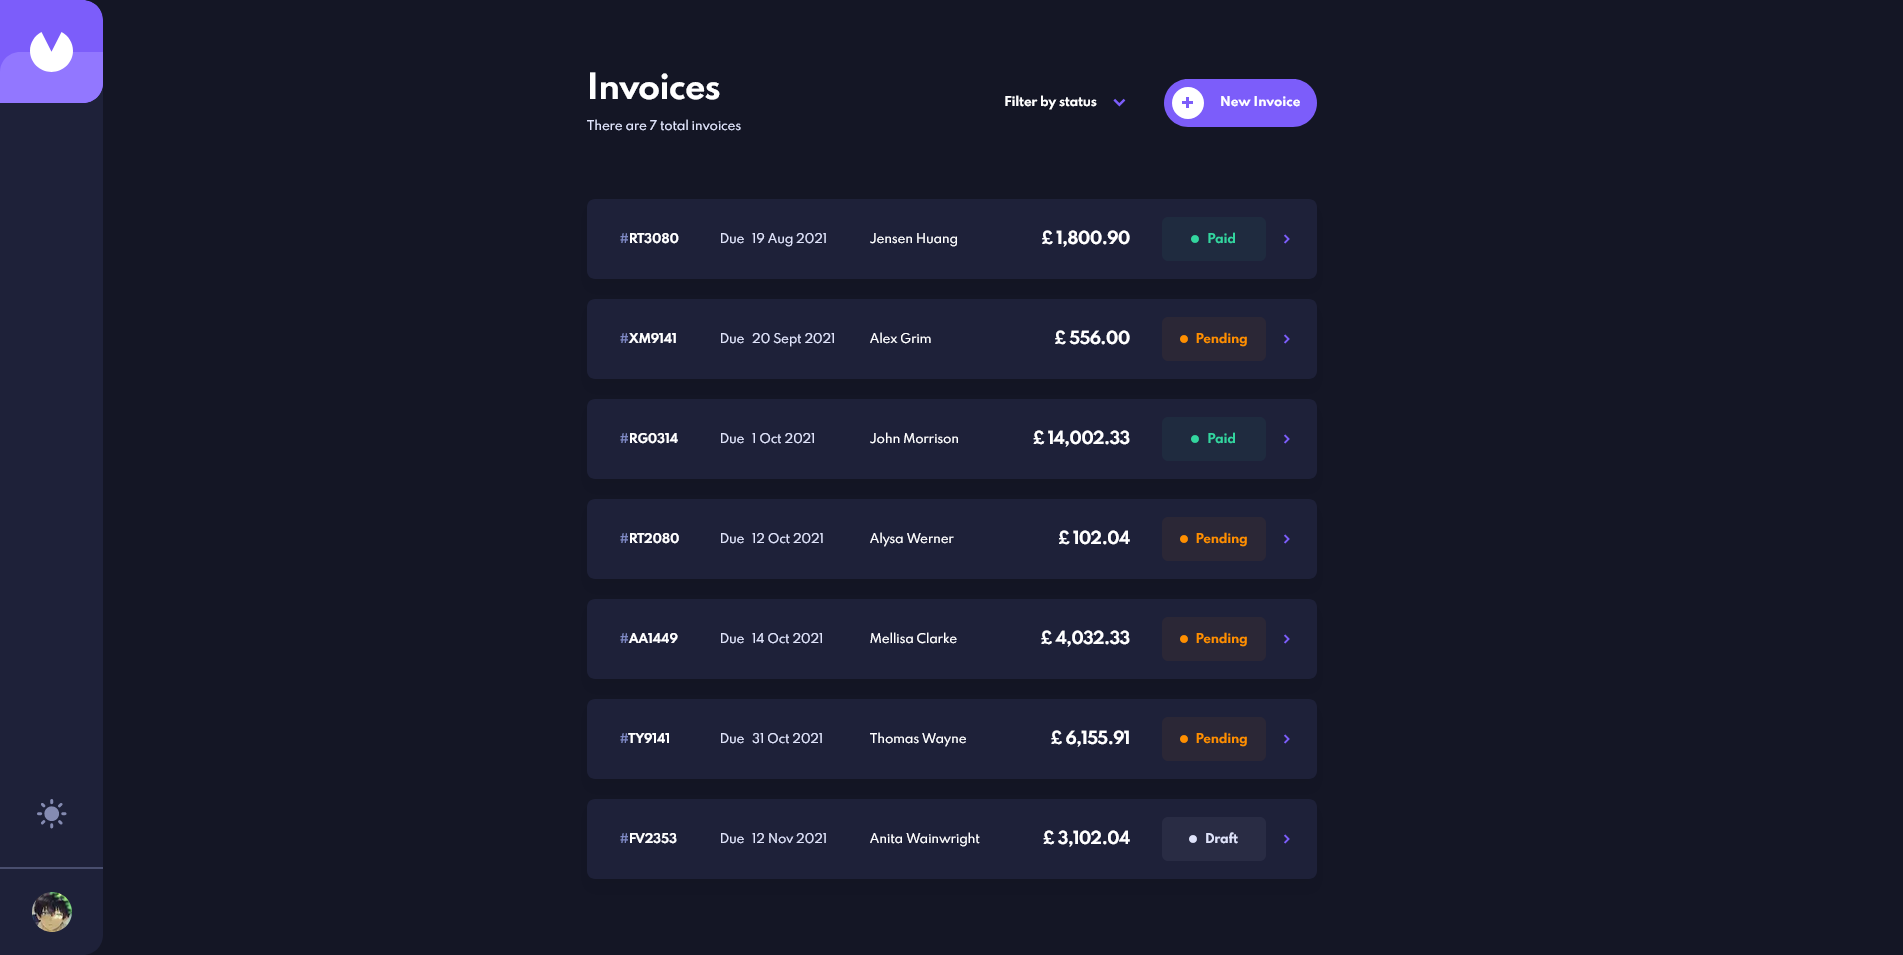 Invoices
There are 7 total invoices
Filter by status
New Invoice
#RT3080 Due 19 Aug 2021 Jensen Huang £ 1,800.90 Paid
#XM9141 Due 20 Sept 2021 Alex Grim £ 556.00 Pending
#RG0314 Due 1 Oct 2021 John Morrison £ 14,002.33 Paid
#RT2080 Due 12 Oct 2021 Alysa Werner £ 102.04 Pending
#AA1449 Due 14 Oct 2021 Mellisa Clarke £ 4,032.33 Pending
#TY9141 Due 31 Oct 2021 Thomas Wayne £ 6,155.91 Pending
#FV2353 Due 12 Nov 2021 Anita Wainwright £ 3,102.04 Draft